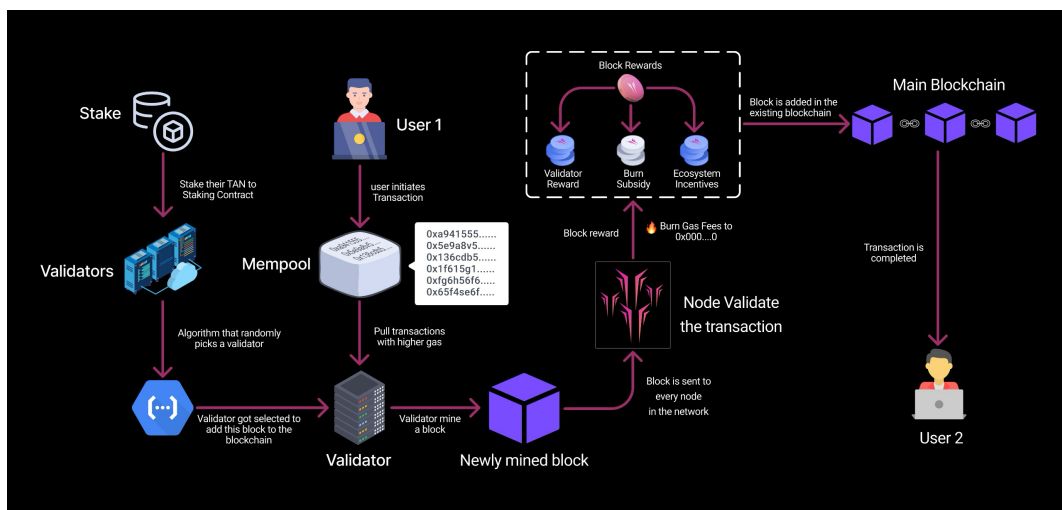 Stake
Stake their TAN to
Staking Contract
Validators
Algorithm that randomly
picks a validator
Validator got selected to
add this block to the
blockchain
User 1
user initiates
Transaction
Mempool
0xa941555...
0x5e9a8v5...
0x136cdb5...
0xa941555......
0x5e9a8v5......
0x136cdb5......
0x1f615g1......
0xfg6h56f6.....
0x65f4se6f.....
Pull transactions
with higher gas
Validator
Validator mine
a block
Newly mined block
Block is sent to
every node
in the network
Node Validate
the transaction
Block reward
🔥 Burn Gas Fees to
0x000....0
Block Rewards
Validator
Reward
Burn
Subsidy
Ecosystem
Incentives
Block is added in the
existing blockchain
Main Blockchain
Transaction is
completed
User 2